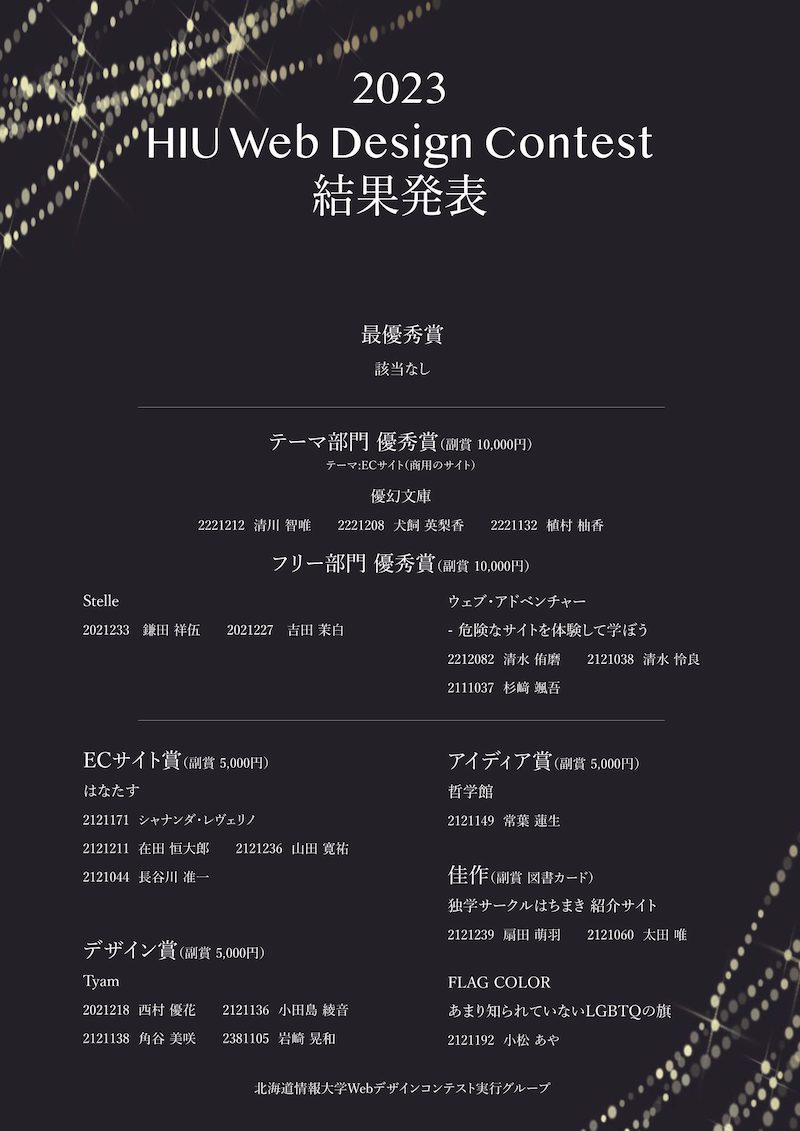 2023
HIU Web Design Contest
結果発表
最優秀賞
該当なし
テーマ部門 優秀賞(副賞 10,000円)
テーマ:ECサイト(商用のサイト)
優幻文庫
2221212 清川 智唯 2221208 犬飼 英梨香 2221132 植村 柚香
フリー部門 優秀賞(副賞 10,000円)
Stelle
2021233 鎌田 祥伍 2021227 吉田 茉白
ウェブ・アドベンチャー
- 危険なサイトを体験して学ぼう
2212082 清水 侑磨 2121038 清水 怜良
2111037 杉﨑 颯吾
ECサイト賞(副賞 5,000円)
はなたす
2121171 シャナンダ・レヴェリノ
2121211 在田 恒大郎 2121236 山田 寛祐
2121044 長谷川 准一
デザイン賞(副賞 5,000円)
Tyam
2021218 西村 優花 2121136 小田島 綾音
2121138 角谷 美咲 2381105 岩崎 晃和
アイディア賞(副賞 5,000円)
哲学館
2121149 常葉 蓮生
佳作(副賞 図書カード)
独学サークルはちまき 紹介サイト
2121239 扇田 萌羽 2121060 太田 唯
FLAG COLOR
あまり知られていないLGBTQの旗
2121192 小松 あや
北海道情報大学Webデザインコンテスト実行グループ